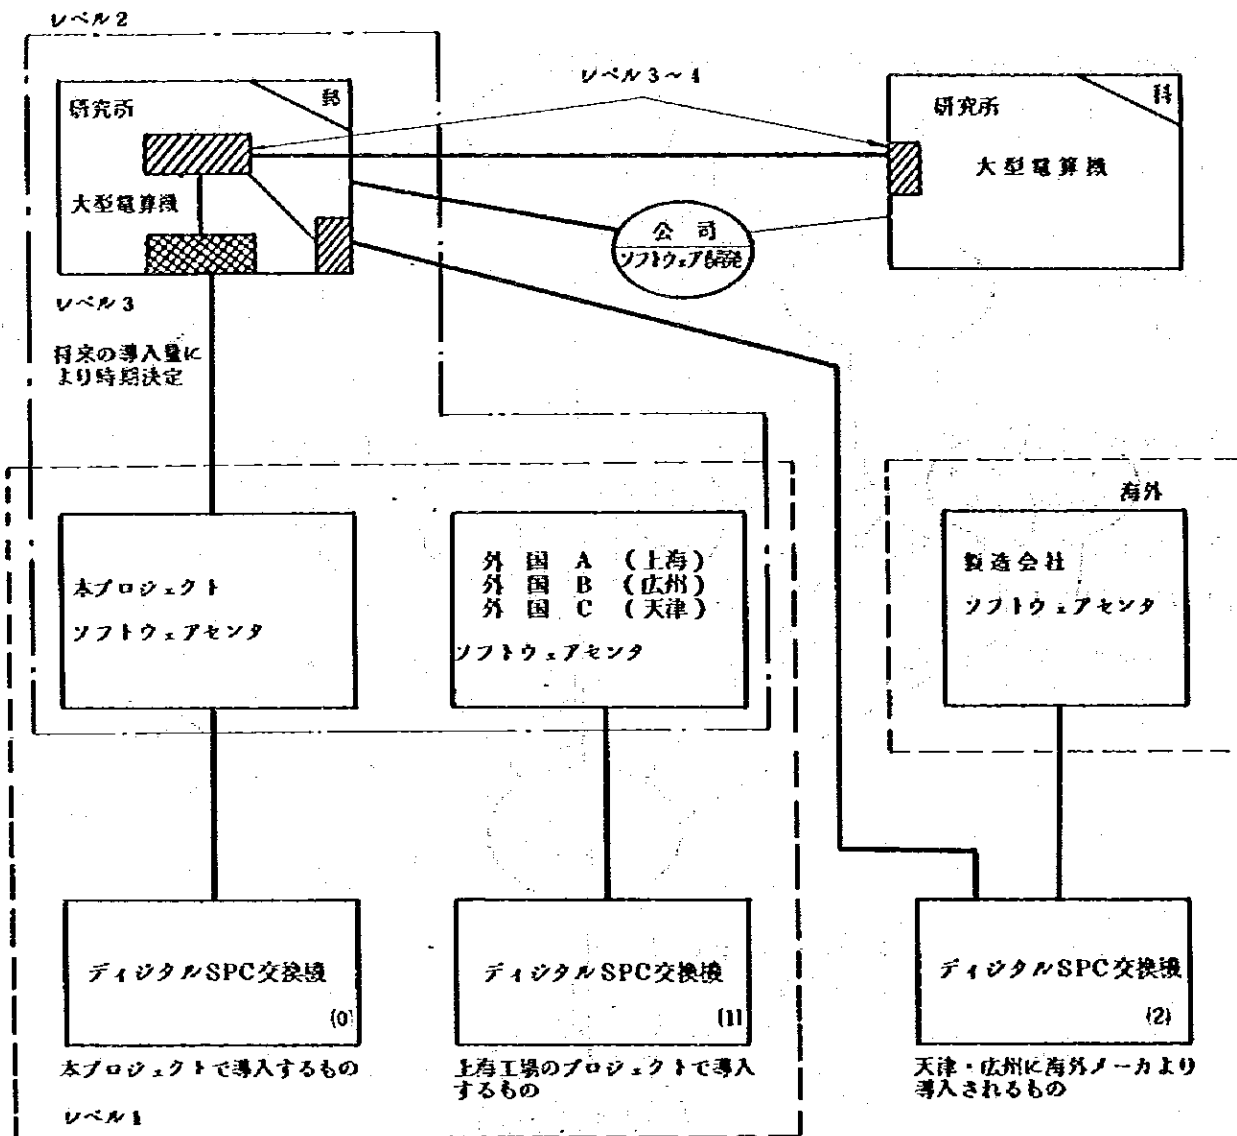 レベル2
レベル3～4
研究所
郵
大型電算機
研究所
科
大型電算機
公司
ソフトウェア開発
レベル3
将来の導入量に
より時期決定
本プロジェクト
ソフトウェアセンタ
外国A（上海）
外国B（広州）
外国C（天津）
ソフトウェアセンタ
海外
製造会社
ソフトウェアセンタ
ディジタルSPC交換機
(0)
本プロジェクトで導入するもの
レベル1
ディジタルSPC交換機
(1)
上海工場のプロジェクトで導入
するもの
ディジタルSPC交換機
(2)
天津・広州に海外メーカより
導入されるもの